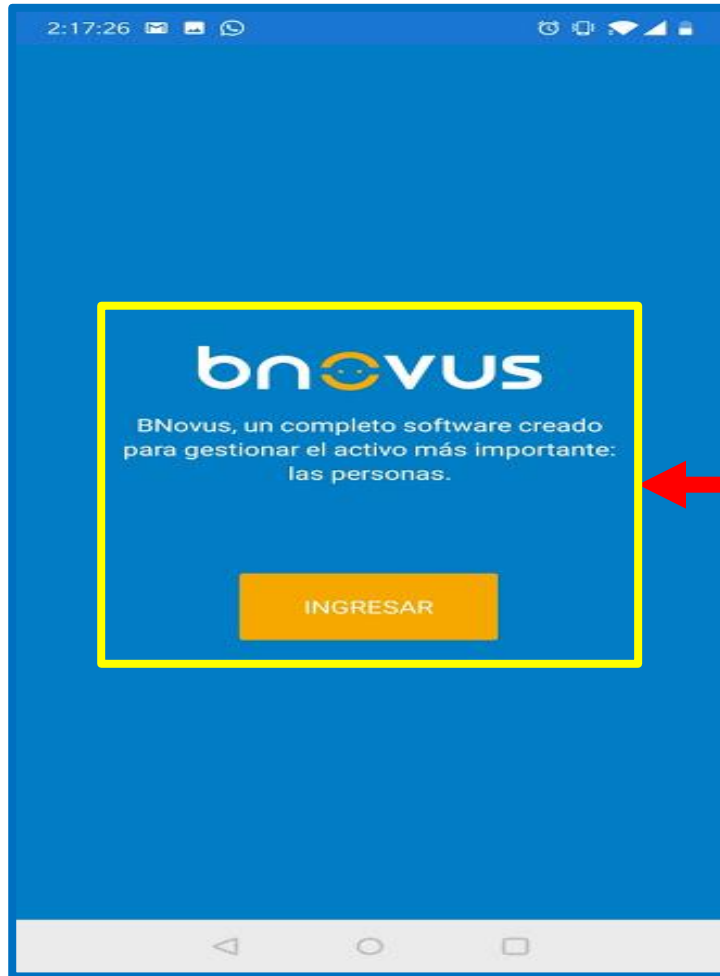 2:17:26
bnovus
BNovus, un completo software creado
para gestionar el activo más importante:
las personas.
INGRESAR